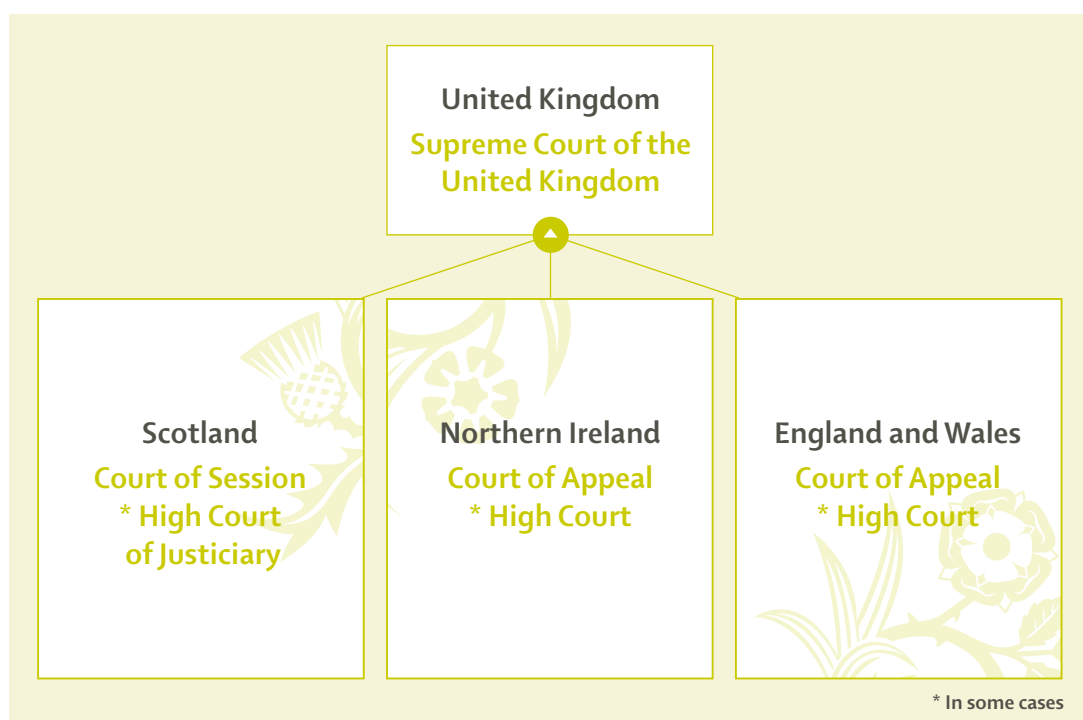 United Kingdom
Supreme Court of the
United Kingdom
Scotland
Court of Session
* High Court
of Justiciary
Northern Ireland
Court of Appeal
* High Court
England and Wales
Court of Appeal
* High Court
* In some cases